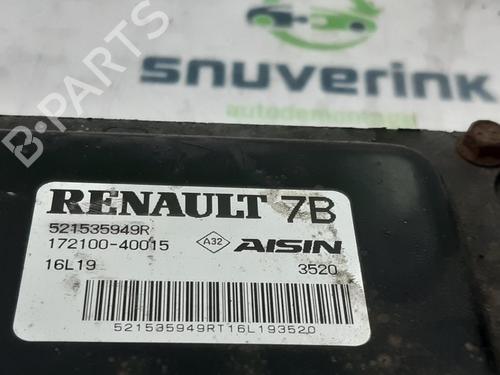 snuverink
autodemontage
B-PARTS
RENAULT 7B
521535949R
172100-40015 A32 AISIN
16L19 3520
521535949RT16L193520